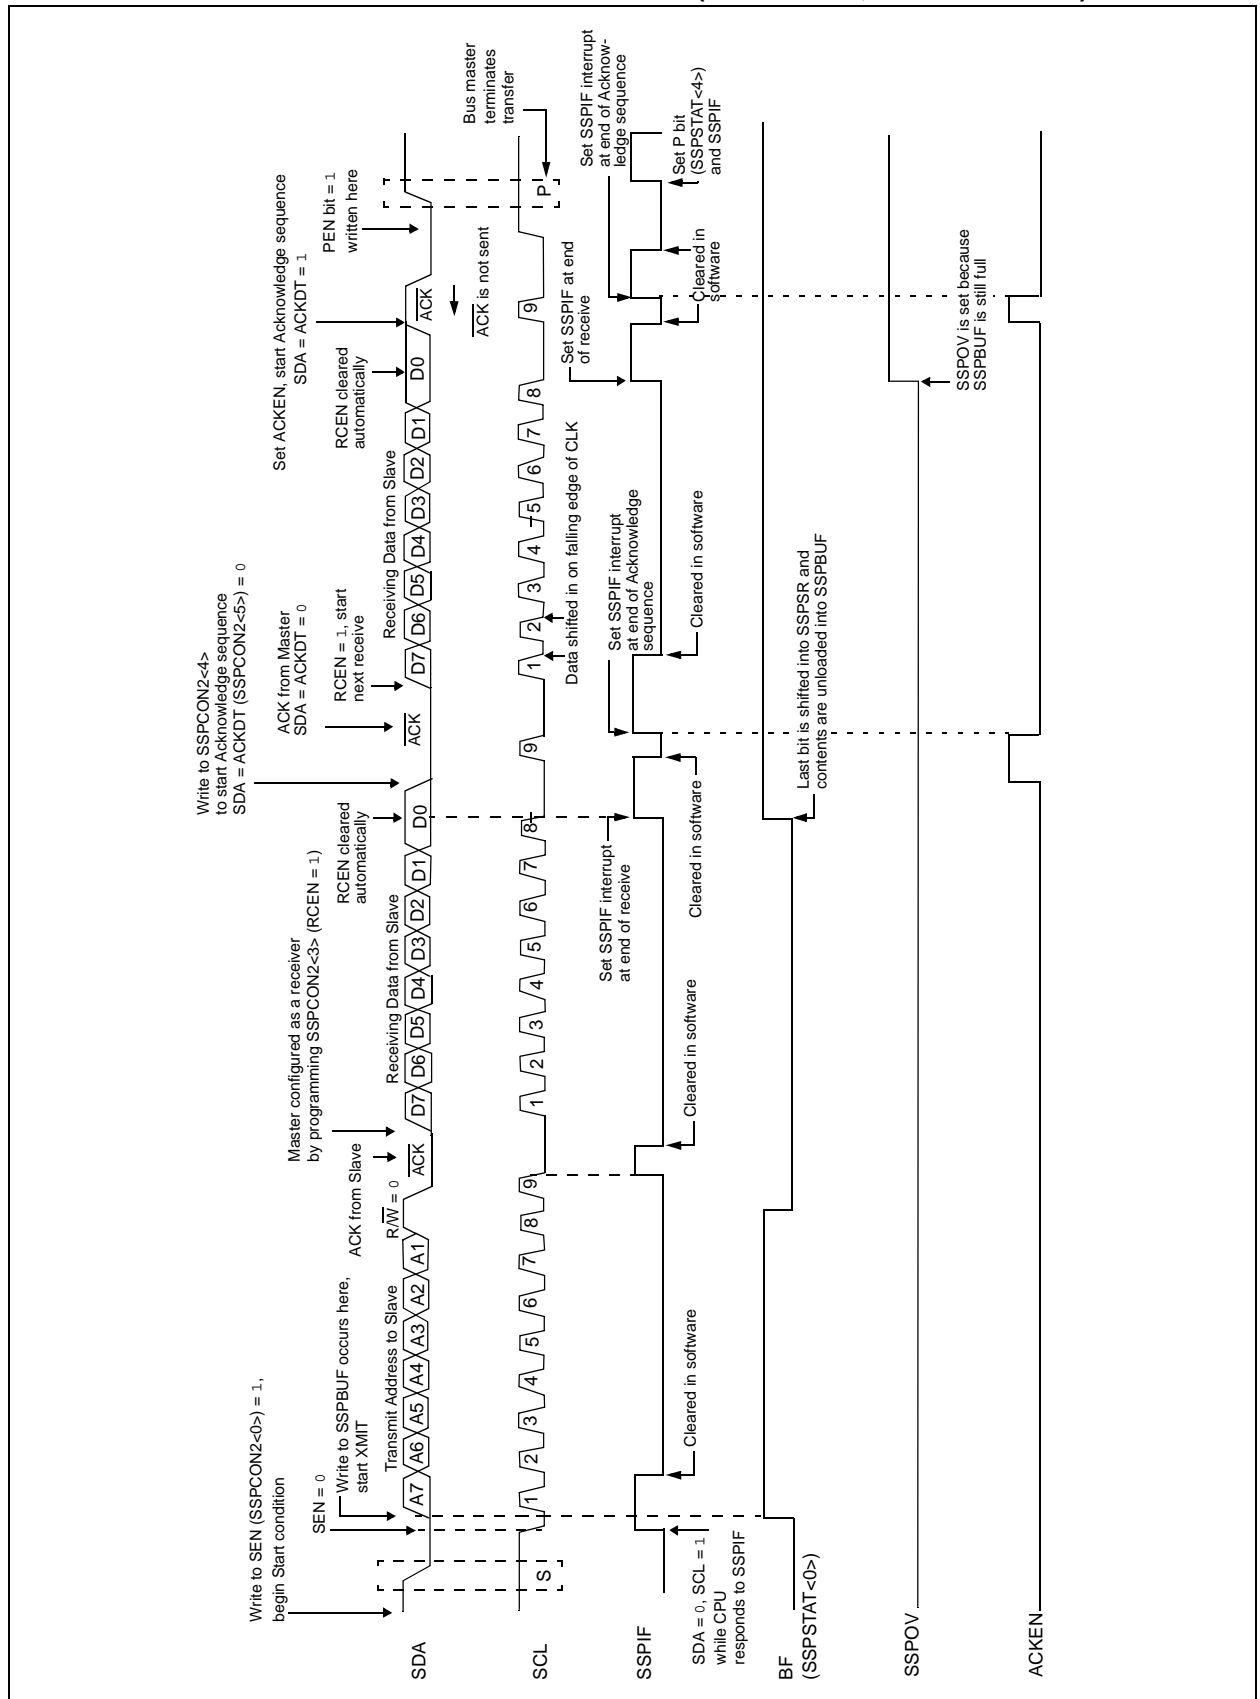 Write to SEN (SSPCON2<0>) = 1,
begin Start condition
SEN = 0
Write to SSPBUF occurs here,
start XMIT
Transmit Address to Slave
ACK from Slave
R/W = 0
Master configured as a receiver
by programming SSPCON2<3> (RCEN = 1)
Receiving Data from Slave
RCEN cleared
automatically
Write to SSPCON2<4>
to start Acknowledge sequence
SDA = ACKDT (SSPCON2<5>) = 0
ACK from Master
SDA = ACKDT = 0
RCEN = 1, start
next receive
Receiving Data from Slave
RCEN cleared
automatically
Set ACKEN, start Acknowledge sequence
SDA = ACKDT = 1
PEN bit = 1
written here
SDA
A7 A6 A5 A4 A3 A2 A1 ACK D7 D6 D5 D4 D3 D2 D1 D0 ACK D7 D6 D5 D4 D3 D2 D1 D0 ACK
ACK is not sent
Bus master
terminates
transfer
SCL
S 1 2 3 4 5 6 7 8 9 1 2 3 4 5 6 7 8 9 1 2 3 4 5 6 7 8 9 P
Data shifted in on falling edge of CLK
Set SSPIF interrupt
at end of receive
Set SSPIF interrupt
at end of Acknowledge
sequence
Set SSPIF at end
of receive
Set SSPIF interrupt
at end of Acknow-
ledge sequence
SSPIF
SDA = 0, SCL = 1
while CPU
responds to SSPIF
Cleared in software
Cleared in software
Cleared in software
Cleared in software
Cleared in
software
Set P bit
(SSPSTAT<4>)
and SSPIF
BF
(SSPSTAT<0>)
Last bit is shifted into SSPSR and
contents are unloaded into SSPBUF
SSPOV
SSPOV is set because
SSPBUF is still full
ACKEN